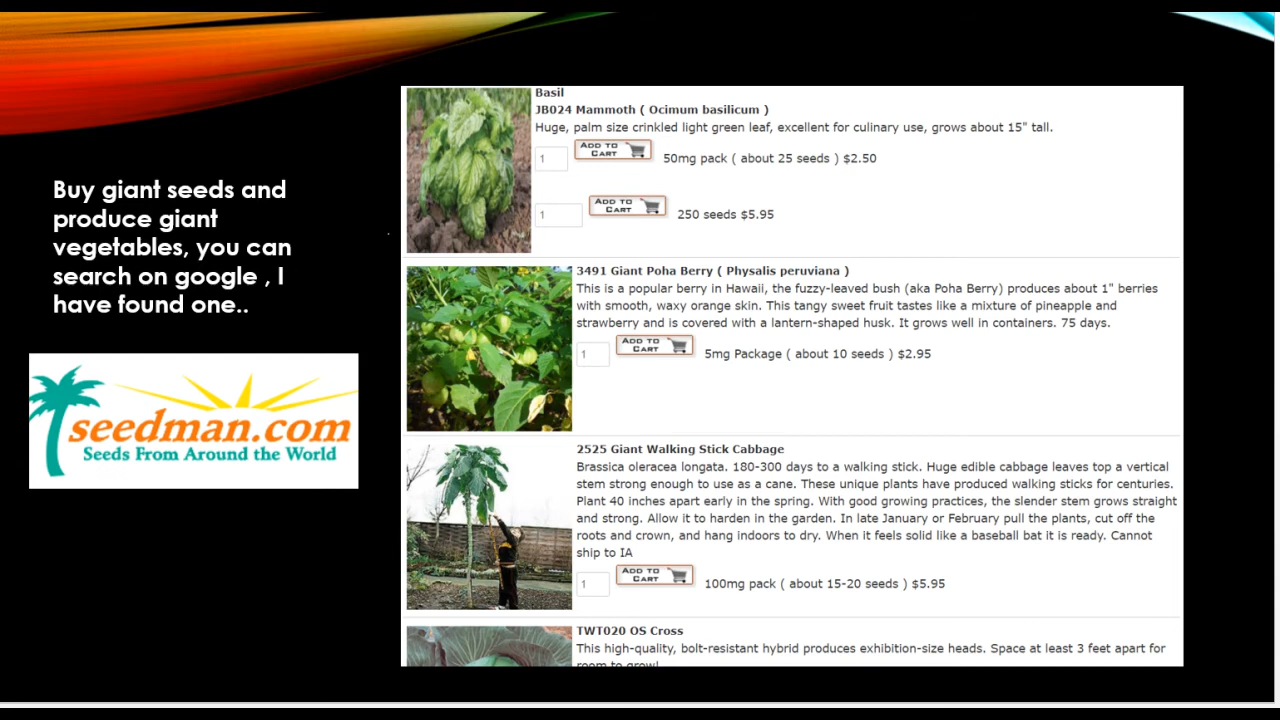 Buy giant seeds and
produce giant
vegetables, you can
search on google , I
have found one..
seedman.com
Seeds From Around the World
Basil
JB024 Mammoth ( Ocimum basilicum )
Huge, palm size crinkled light green leaf, excellent for culinary use, grows about 15" tall.
1 ADD TO CART 50mg pack ( about 25 seeds ) $2.50
1 ADD TO CART 250 seeds $5.95
3491 Giant Poha Berry ( Physalis peruviana )
This is a popular berry in Hawaii, the fuzzy-leaved bush (aka Poha Berry) produces about 1" berries
with smooth, waxy orange skin. This tangy sweet fruit tastes like a mixture of pineapple and
strawberry and is covered with a lantern-shaped husk. It grows well in containers. 75 days.
1 ADD TO CART 5mg Package ( about 10 seeds ) $2.95
2525 Giant Walking Stick Cabbage
Brassica oleracea longata. 180-300 days to a walking stick. Huge edible cabbage leaves top a vertical
stem strong enough to use as a cane. These unique plants have produced walking sticks for centuries.
Plant 40 inches apart early in the spring. With good growing practices, the slender stem grows straight
and strong. Allow it to harden in the garden. In late January or February pull the plants, cut off the
roots and crown, and hang indoors to dry. When it feels solid like a baseball bat it is ready. Cannot
ship to IA
1 ADD TO CART 100mg pack ( about 15-20 seeds ) $5.95
TWT020 OS Cross
This high-quality, bolt-resistant hybrid produces exhibition-size heads. Space at least 3 feet apart for
room to grow!